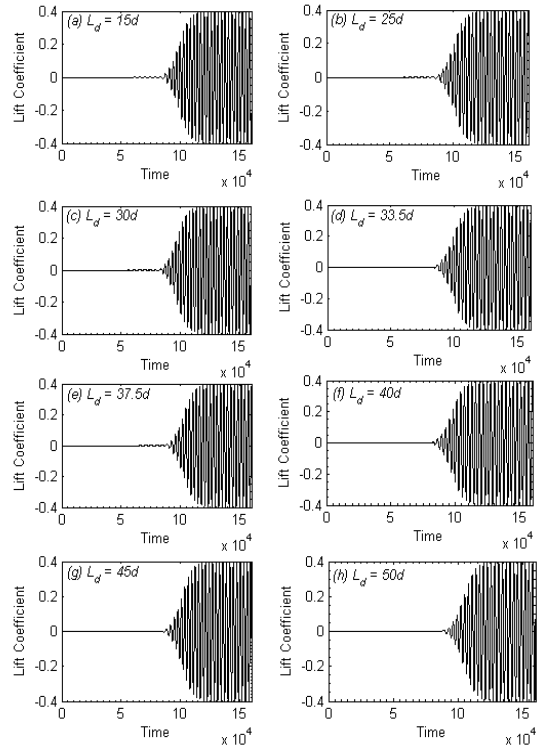 (a) L_d = 15d
Lift Coefficient
0.4
0.2
0
-0.2
-0.4
0 5 10 15
Time
x 10^4
(b) L_d = 25d
Lift Coefficient
0.4
0.2
0
-0.2
-0.4
0 5 10 15
Time
x 10^4
(c) L_d = 30d
Lift Coefficient
0.4
0.2
0
-0.2
-0.4
0 5 10 15
Time
x 10^4
(d) L_d = 33.5d
Lift Coefficient
0.4
0.2
0
-0.2
-0.4
0 5 10 15
Time
x 10^4
(e) L_d = 37.5d
Lift Coefficient
0.4
0.2
0
-0.2
-0.4
0 5 10 15
Time
x 10^4
(f) L_d = 40d
Lift Coefficient
0.4
0.2
0
-0.2
-0.4
0 5 10 15
Time
x 10^4
(g) L_d = 45d
Lift Coefficient
0.4
0.2
0
-0.2
-0.4
0 5 10 15
Time
x 10^4
(h) L_d = 50d
Lift Coefficient
0.4
0.2
0
-0.2
-0.4
0 5 10 15
Time
x 10^4